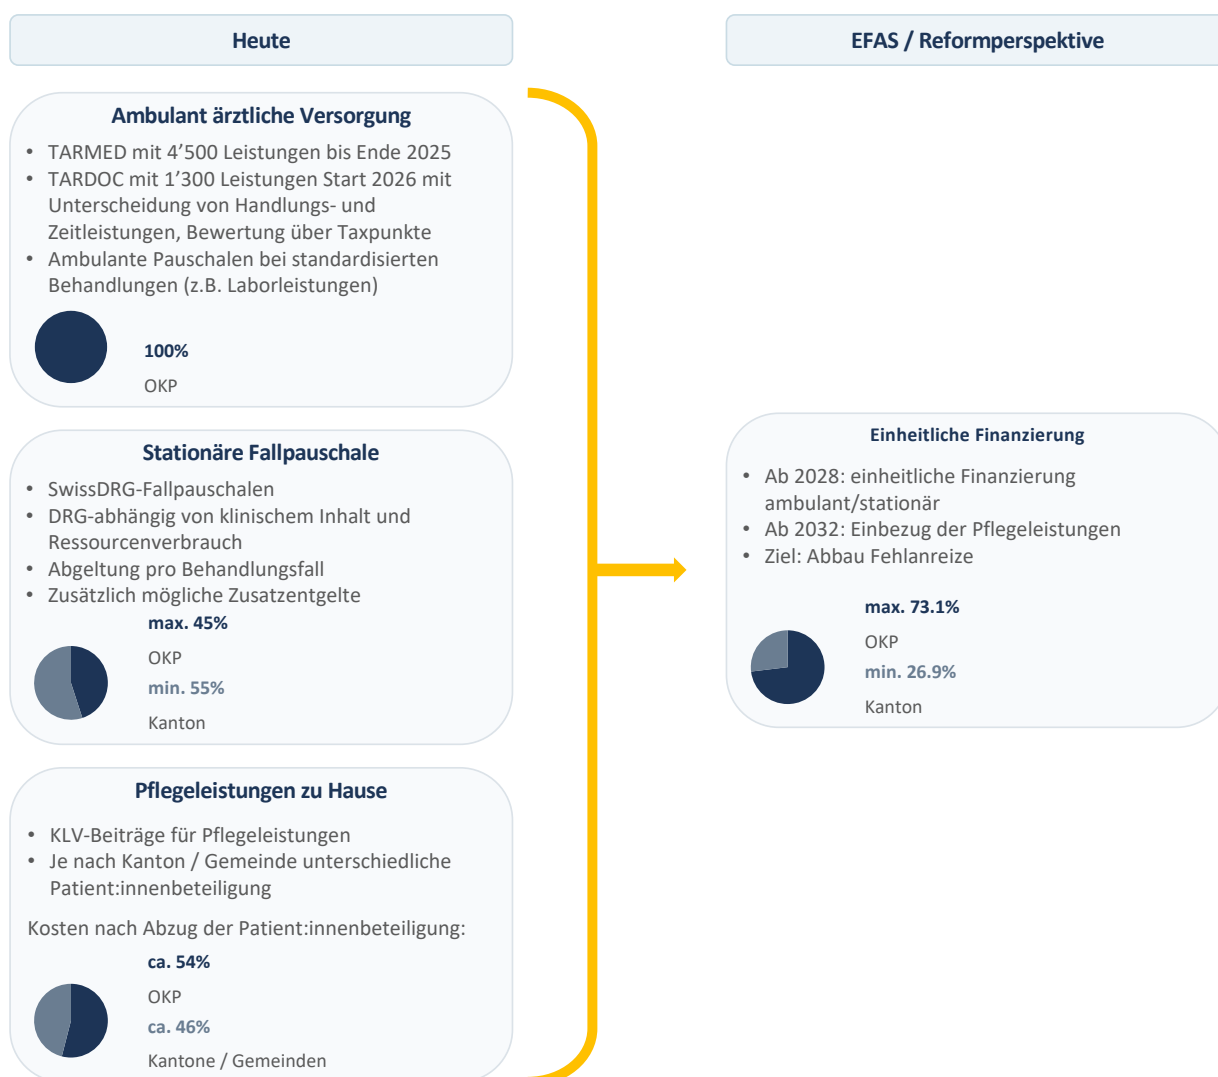 Heute
EFAS / Reformperspektive
Ambulant ärztliche Versorgung
• TARMED mit 4’500 Leistungen bis Ende 2025
• TARDOC mit 1’300 Leistungen Start 2026 mit
Unterscheidung von Handlungs- und
Zeitleistungen, Bewertung über Taxpunkte
• Ambulante Pauschalen bei standardisierten
Behandlungen (z.B. Laborleistungen)
100%
OKP
Stationäre Fallpauschale
• SwissDRG-Fallpauschalen
• DRG-abhängig von klinischem Inhalt und
Ressourcenverbrauch
• Abgeltung pro Behandlungsfall
• Zusätzlich mögliche Zusatzentgelte
max. 45%
OKP
min. 55%
Kanton
Pflegeleistungen zu Hause
• KLV-Beiträge für Pflegeleistungen
• Je nach Kanton / Gemeinde unterschiedliche
Patient:innenbeteiligung
Kosten nach Abzug der Patient:innenbeteiligung:
ca. 54%
OKP
ca. 46%
Kantone / Gemeinden
Einheitliche Finanzierung
• Ab 2028: einheitliche Finanzierung
ambulant/stationär
• Ab 2032: Einbezug der Pflegeleistungen
• Ziel: Abbau Fehlanreize
max. 73.1%
OKP
min. 26.9%
Kanton